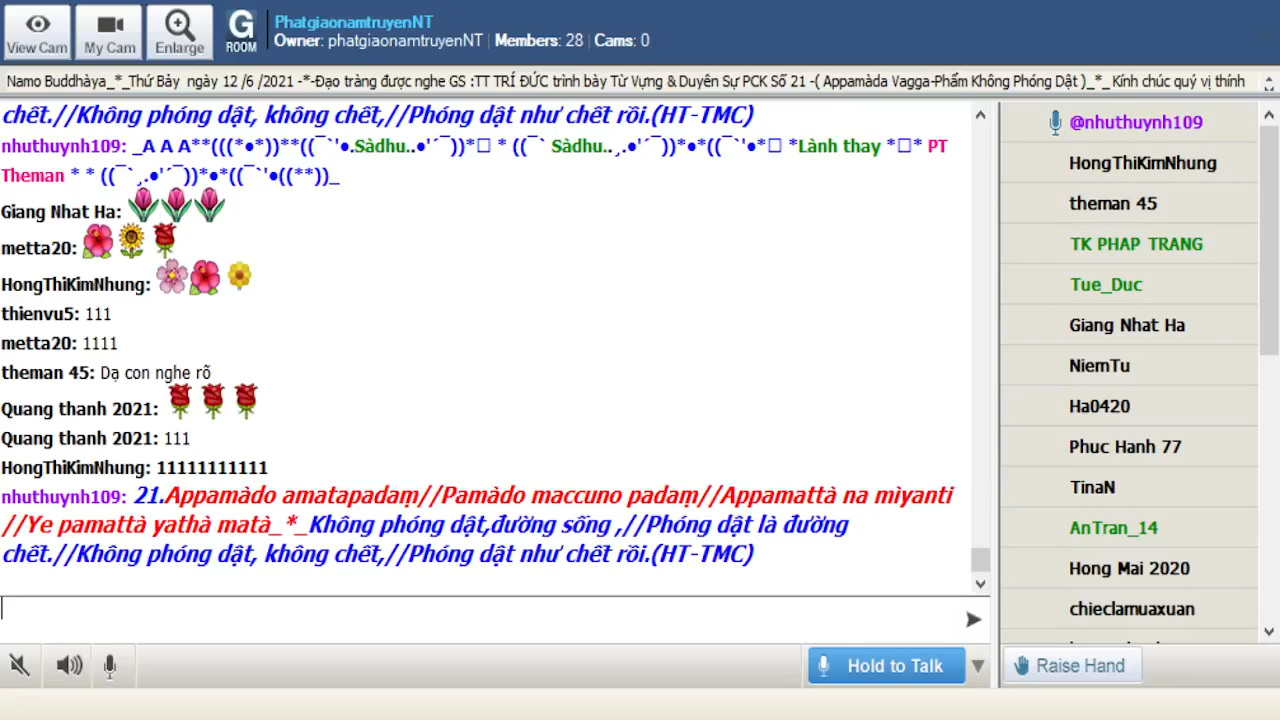 View Cam
My Cam
Enlarge
G
ROOM
PhatgiaonamtruyenNT
Owner: phatgiaonamtruyenNT | Members: 28 | Cams: 0
Namo Buddhàya_*_Thứ Bảy ngày 12 /6 /2021 -*-Đạo tràng được nghe GS :TT TRÍ ĐỨC trình bày Từ Vựng & Duyên Sự PCK Số 21 -( Appamàda Vagga-Phẩm Không Phóng Dật )_*_ Kính chúc quý vị thính
chết.//Không phóng dật, không chết,//Phóng dật như chết rồi.(HT-TMC)
nhuthuynh109: _A A A**(((*●*))**((¯`'●.Sàdhu..●'´¯))*□ * ((¯` Sàdhu..¸.●'´¯))*●*((¯`'●*□ *Lành thay *□* PT
Theman * * ((¯`¸.●'´¯))*●*((¯`'●((**))_
Giang Nhat Ha:
metta20:
HongThiKimNhung:
thienvu5: 111
metta20: 1111
theman 45: Dạ con nghe rõ
Quang thanh 2021:
Quang thanh 2021: 111
HongThiKimNhung: 11111111111
nhuthuynh109: 21.Appamàdo amatapadaṃ//Pamàdo maccuno padaṃ//Appamattà na mìyanti
//Ye pamattà yathà matà_*_Không phóng dật,đường sống ,//Phóng dật là đường
chết.//Không phóng dật, không chết,//Phóng dật như chết rồi.(HT-TMC)
Hold to Talk
@nhuthuynh109
HongThiKimNhung
theman 45
TK PHAP TRANG
Tue_Duc
Giang Nhat Ha
NiemTu
Ha0420
Phuc Hanh 77
TinaN
AnTran_14
Hong Mai 2020
chieclamuaxuan
Raise Hand